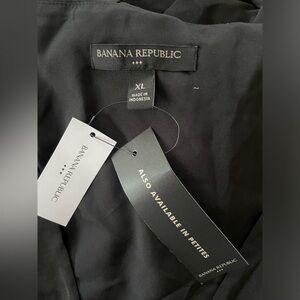 BANANA REPUBLIC
XL
MADE IN
INDONESIA
BANANA REPUBLIC
ALSO AVAILABLE IN PETITES
BANANA REPUBLIC